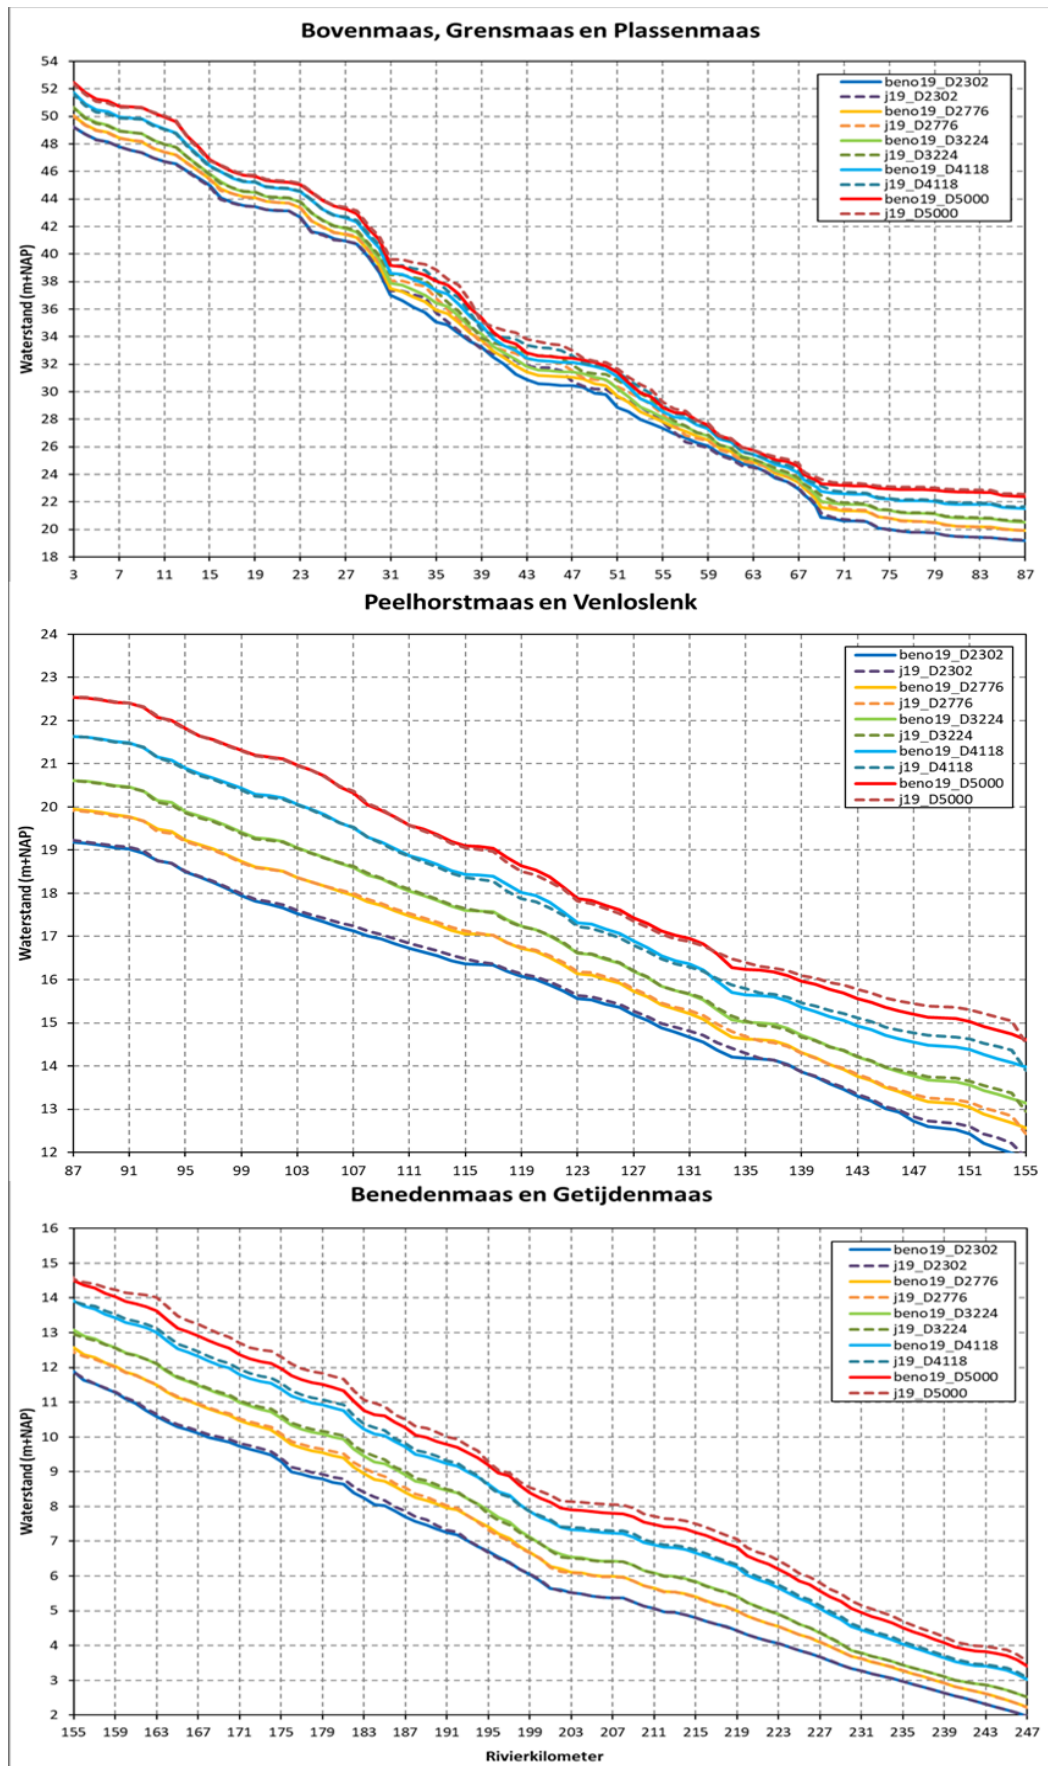 Bovenmaas, Grensmaas en Plassenmaas
54
52
50
48
46
44
42
40
38
36
34
32
30
28
26
24
22
20
18
Waterstand (m+NAP)
beno19_D2302
j19_D2302
beno19_D2776
j19_D2776
beno19_D3224
j19_D3224
beno19_D4118
j19_D4118
beno19_D5000
j19_D5000
3 7 11 15 19 23 27 31 35 39 43 47 51 55 59 63 67 71 75 79 83 87
Peelhorstmaas en Venloslenk
24
23
22
21
20
19
18
17
16
15
14
13
12
Waterstand (m+NAP)
beno19_D2302
j19_D2302
beno19_D2776
j19_D2776
beno19_D3224
j19_D3224
beno19_D4118
j19_D4118
beno19_D5000
j19_D5000
87 91 95 99 103 107 111 115 119 123 127 131 135 139 143 147 151 155
Benedenmaas en Getijdenmaas
16
15
14
13
12
11
10
9
8
7
6
5
4
3
2
Waterstand (m+NAP)
beno19_D2302
j19_D2302
beno19_D2776
j19_D2776
beno19_D3224
j19_D3224
beno19_D4118
j19_D4118
beno19_D5000
j19_D5000
155 159 163 167 171 175 179 183 187 191 195 199 203 207 211 215 219 223 227 231 235 239 243 247
Rivierkilometer